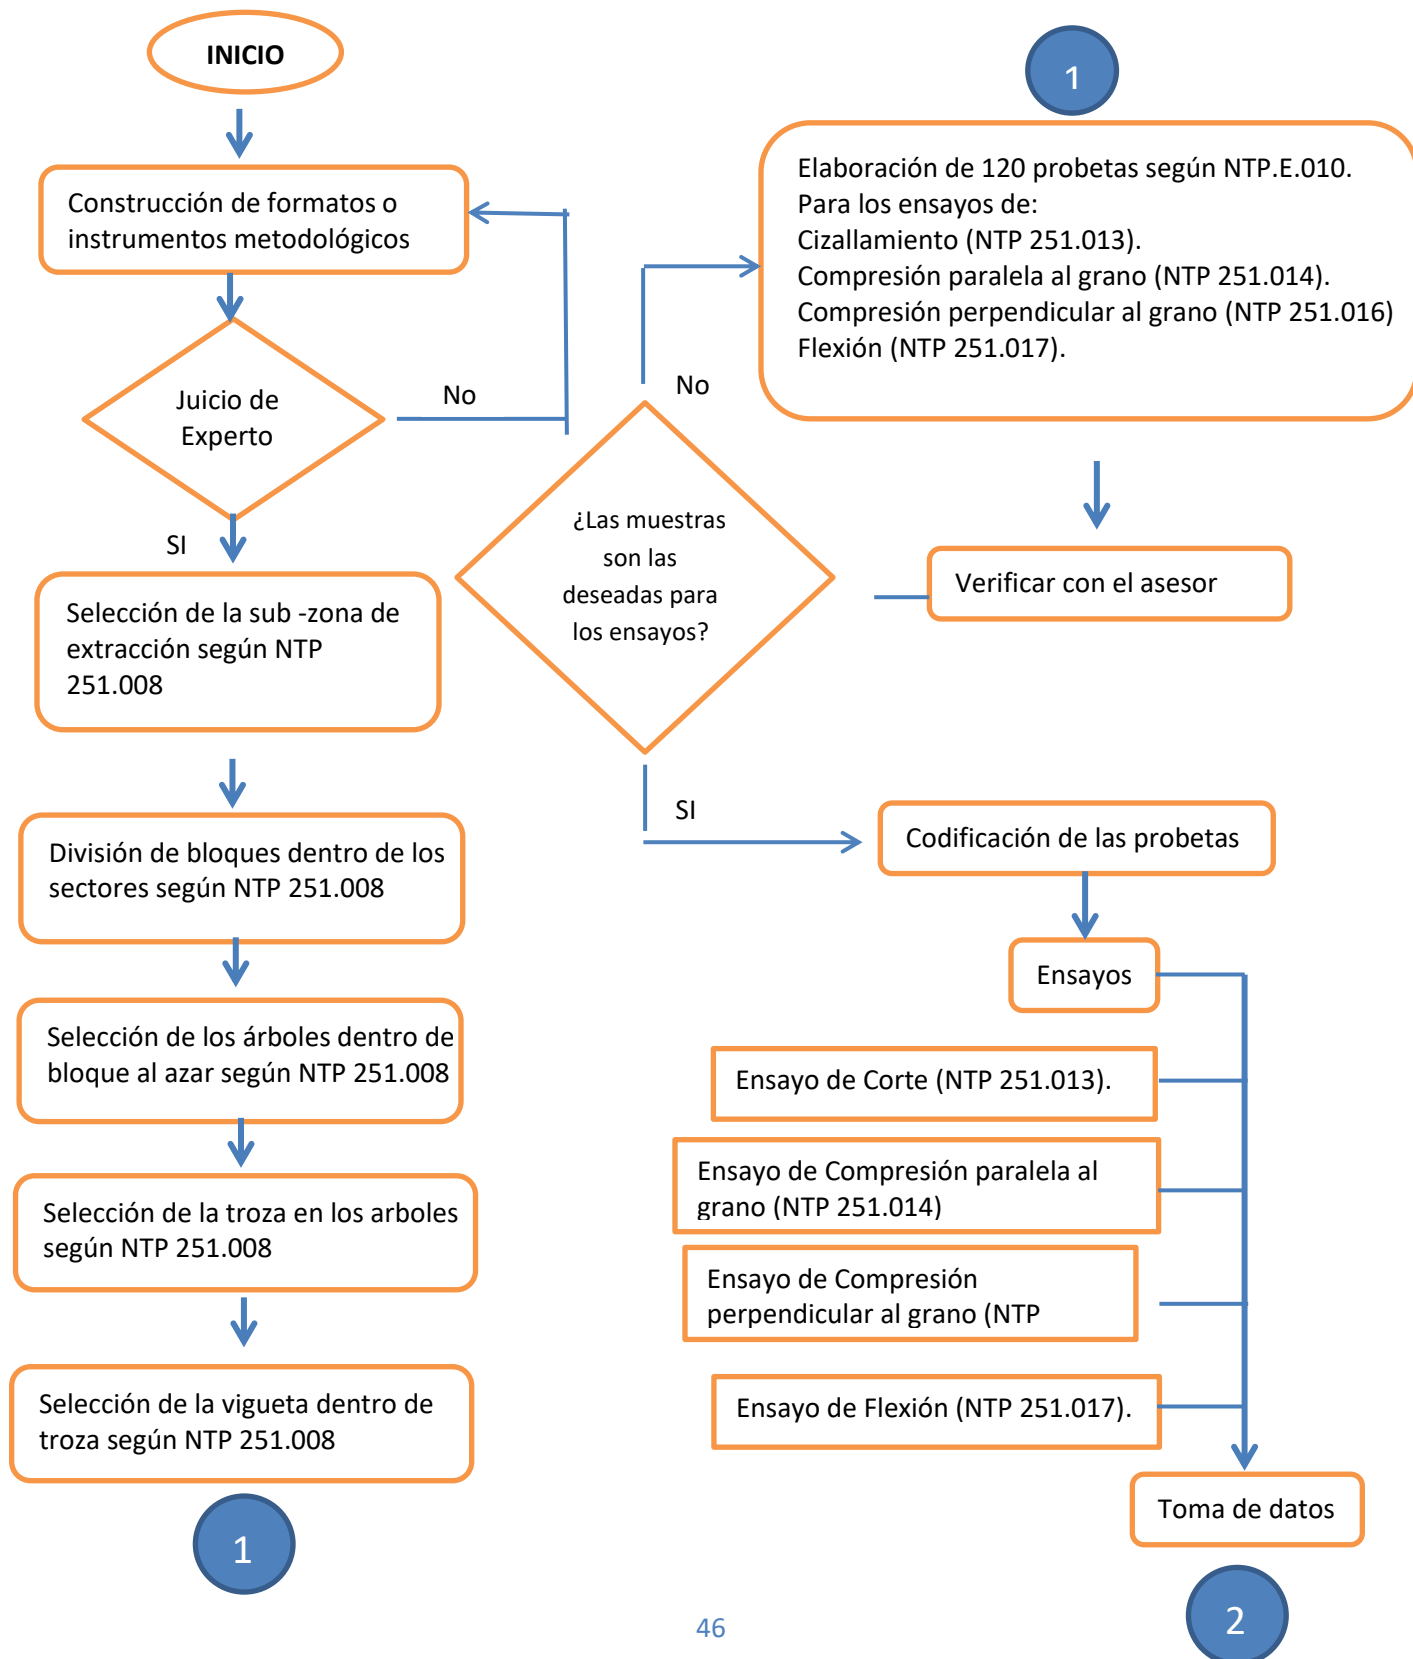 INICIO
Construcción de formatos o
instrumentos metodológicos
Juicio de
Experto
No
SI
Selección de la sub -zona de
extracción según NTP
251.008
División de bloques dentro de los
sectores según NTP 251.008
Selección de los árboles dentro de
bloque al azar según NTP 251.008
Selección de la troza en los arboles
según NTP 251.008
Selección de la vigueta dentro de
troza según NTP 251.008
1
1
Elaboración de 120 probetas según NTP.E.010.
Para los ensayos de:
Cizallamiento (NTP 251.013).
Compresión paralela al grano (NTP 251.014).
Compresión perpendicular al grano (NTP 251.016)
Flexión (NTP 251.017).
Verificar con el asesor
No
¿Las muestras
son las
deseadas para
los ensayos?
SI
Codificación de las probetas
Ensayos
Ensayo de Corte (NTP 251.013).
Ensayo de Compresión paralela al
grano (NTP 251.014)
Ensayo de Compresión
perpendicular al grano (NTP
Ensayo de Flexión (NTP 251.017).
Toma de datos
2
46